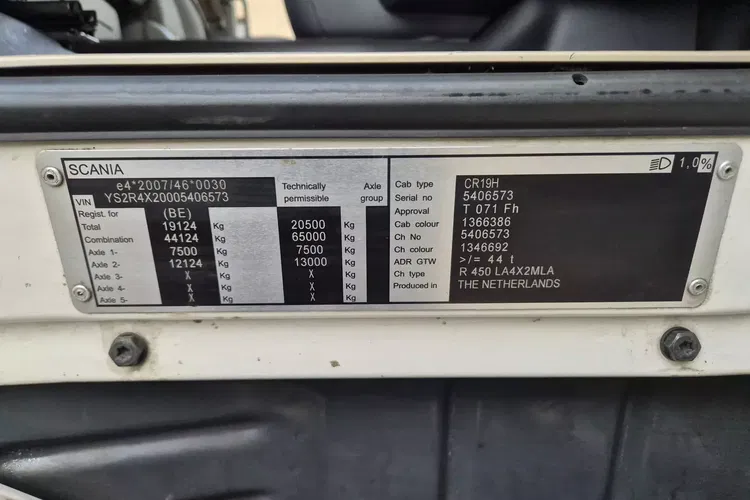 SCANIA
e4*2007/46*0030
VIN YS2R4X20005406573
Technically permissible Axle group
Regist. for (BE)
Total 19124 Kg 20500 Kg
Combination 44124 Kg 65000 Kg
Axle 1- 7500 Kg 7500 Kg
Axle 2- 12124 Kg 13000 Kg
Axle 3- X Kg X Kg
Axle 4- X Kg X Kg
Axle 5- X Kg X Kg
1,0%
Cab type CR19H
Serial no 5406573
Approval T 071 Fh
Cab colour 1366386
Ch No 5406573
Ch colour 1346692
ADR GTW >/= 44 t
Ch type R 450 LA4X2MLA
Produced in THE NETHERLANDS